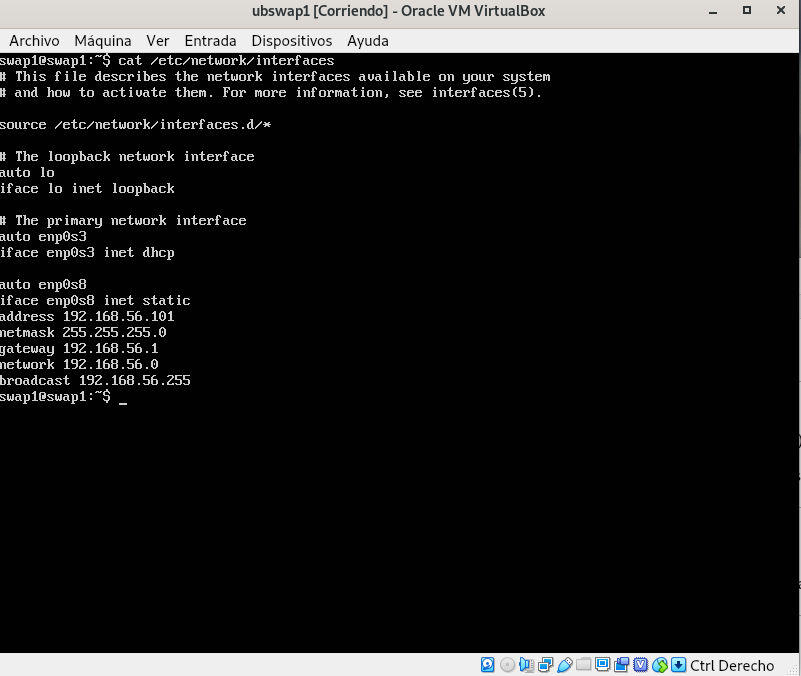 ubswap1 [Corriendo] - Oracle VM VirtualBox
Archivo Máquina Ver Entrada Dispositivos Ayuda
swap1@swap1:~$ cat /etc/network/interfaces
# This file describes the network interfaces available on your system
# and how to activate them. For more information, see interfaces(5).
source /etc/network/interfaces.d/*
# The loopback network interface
auto lo
iface lo inet loopback
# The primary network interface
auto enp0s3
iface enp0s3 inet dhcp
auto enp0s8
iface enp0s8 inet static
address 192.168.56.101
netmask 255.255.255.0
gateway 192.168.56.1
network 192.168.56.0
broadcast 192.168.56.255
swap1@swap1:~$ _
Ctrl Derecho